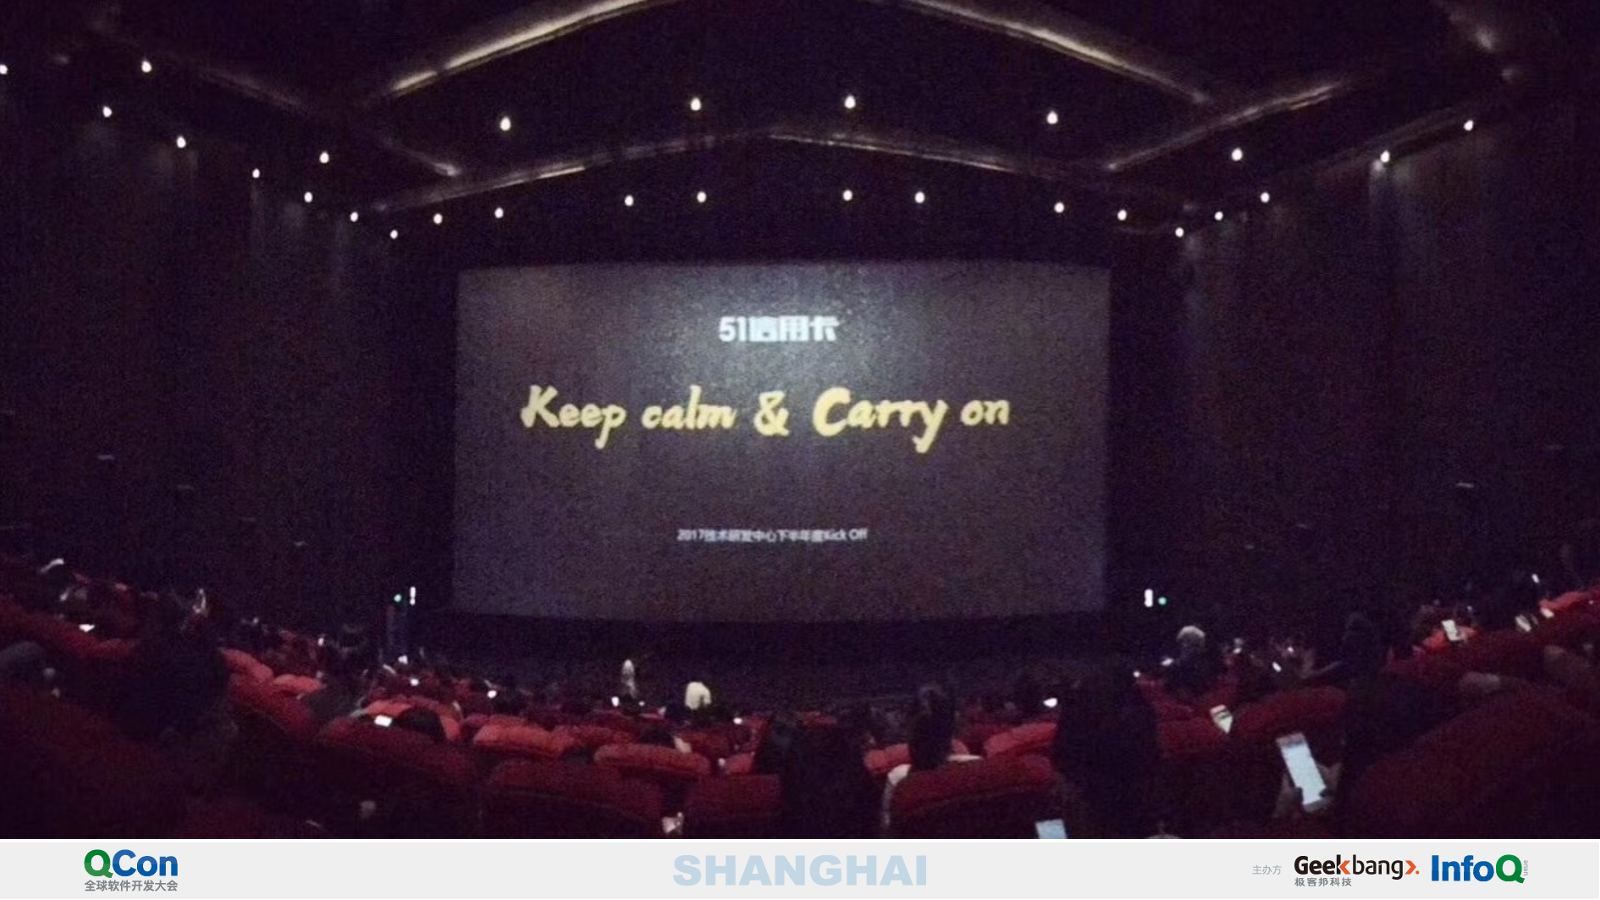 51信用卡
Keep calm & Carry on
2017技术研发中心下半年度Kick Off
QCon
全球软件开发大会
SHANGHAI
主办方
Geekbang>.
极客邦科技
InfoQ